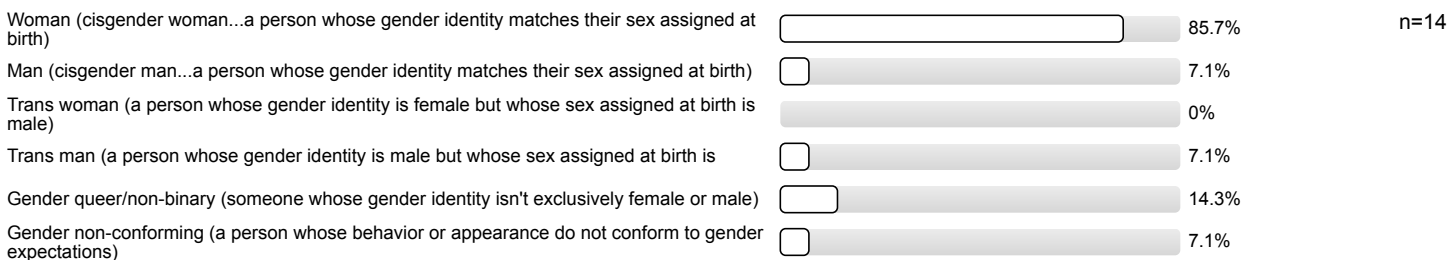 Woman (cisgender woman...a person whose gender identity matches their sex assigned at
birth)
85.7%
n=14
Man (cisgender man...a person whose gender identity matches their sex assigned at birth)
7.1%
Trans woman (a person whose gender identity is female but whose sex assigned at birth is
male)
0%
Trans man (a person whose gender identity is male but whose sex assigned at birth is
7.1%
Gender queer/non-binary (someone whose gender identity isn't exclusively female or male)
14.3%
Gender non-conforming (a person whose behavior or appearance do not conform to gender
expectations)
7.1%